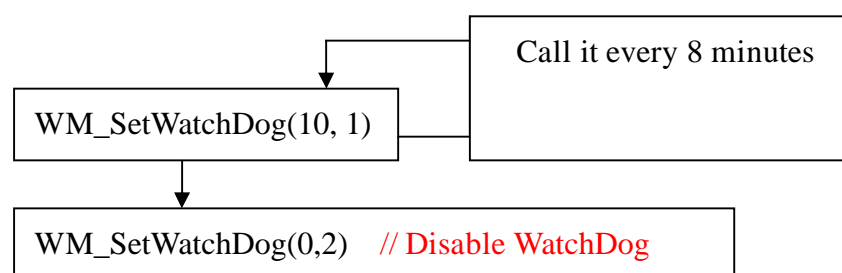 Call it every 8 minutes
WM_SetWatchDog(10, 1)
WM_SetWatchDog(0,2) // Disable WatchDog